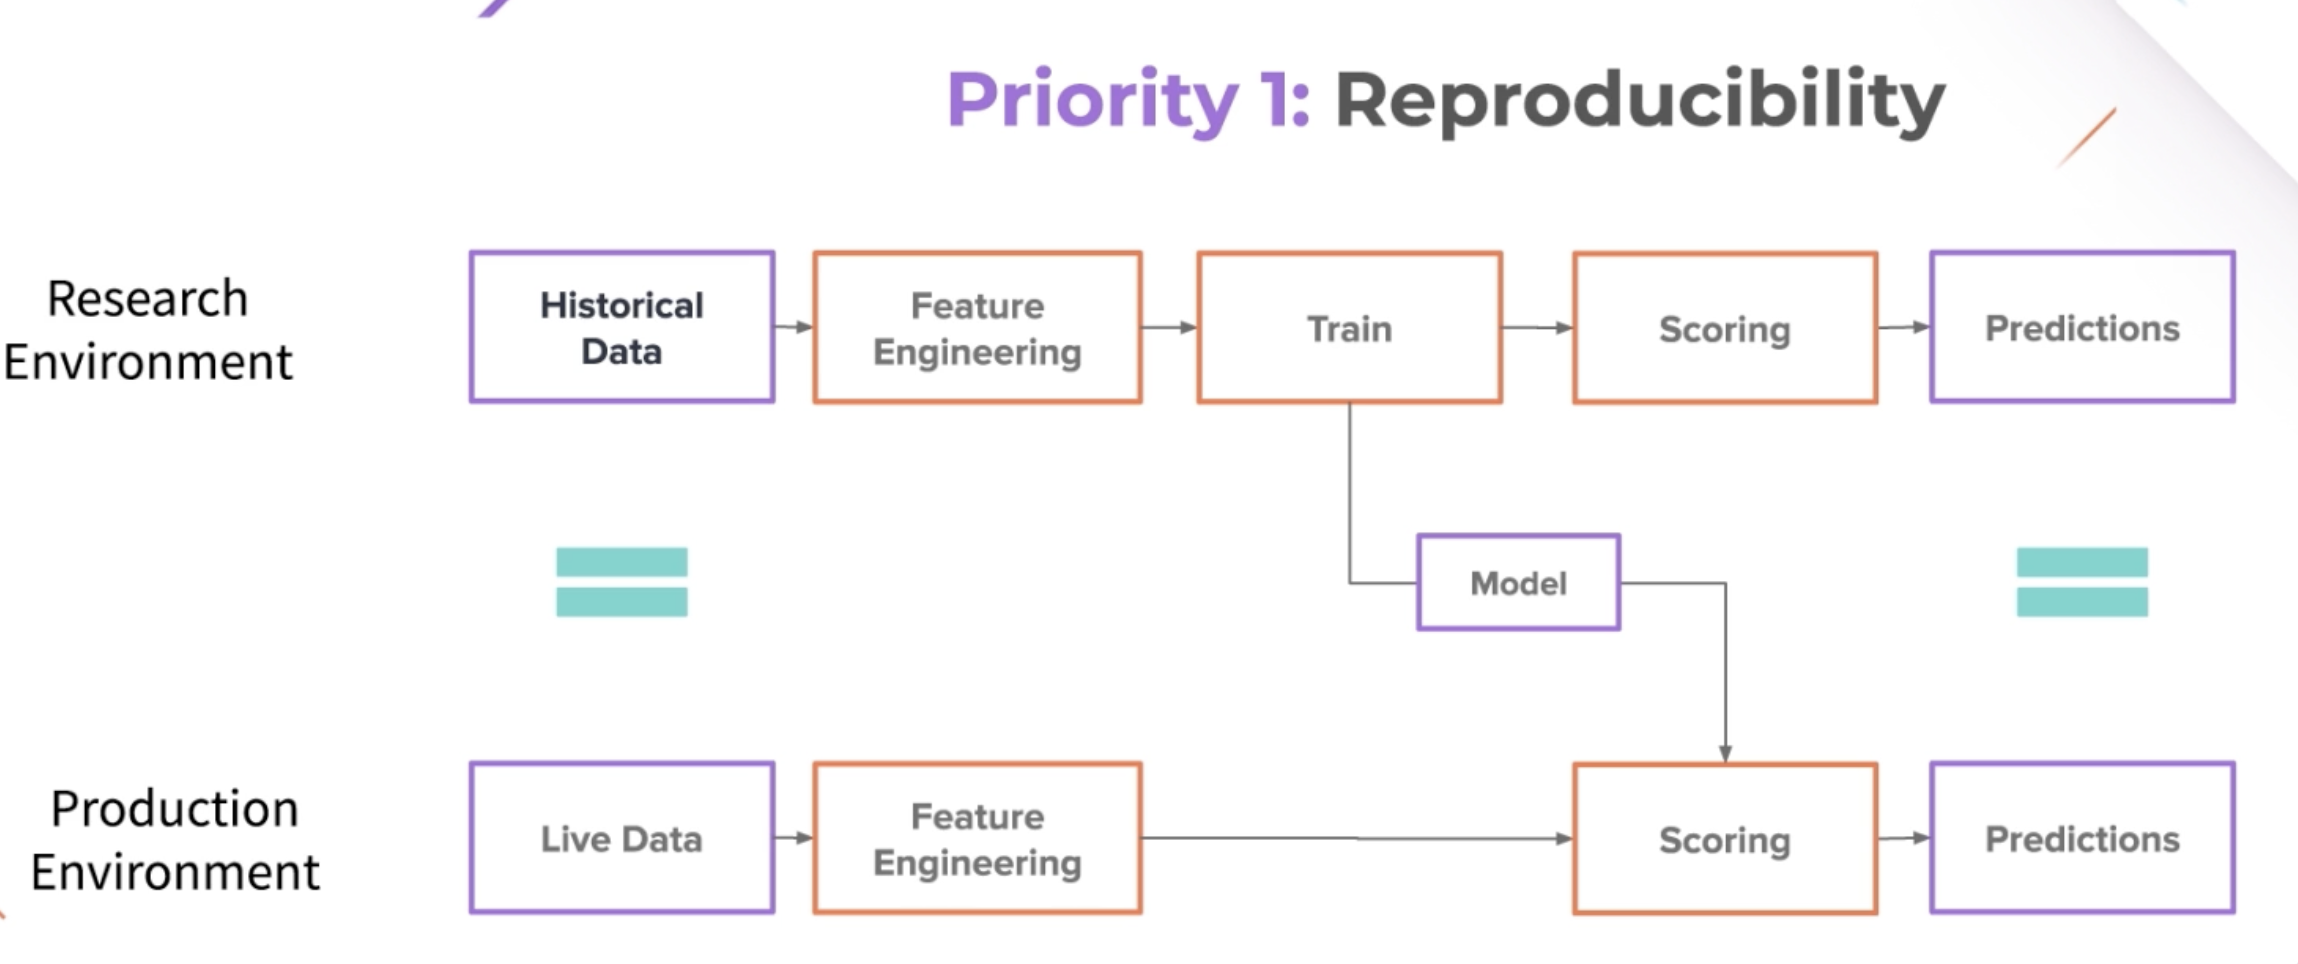 Priority 1: Reproducibility
Research
Environment
Historical
Data
Feature
Engineering
Train
Scoring
Predictions
Model
Production
Environment
Live Data
Feature
Engineering
Scoring
Predictions